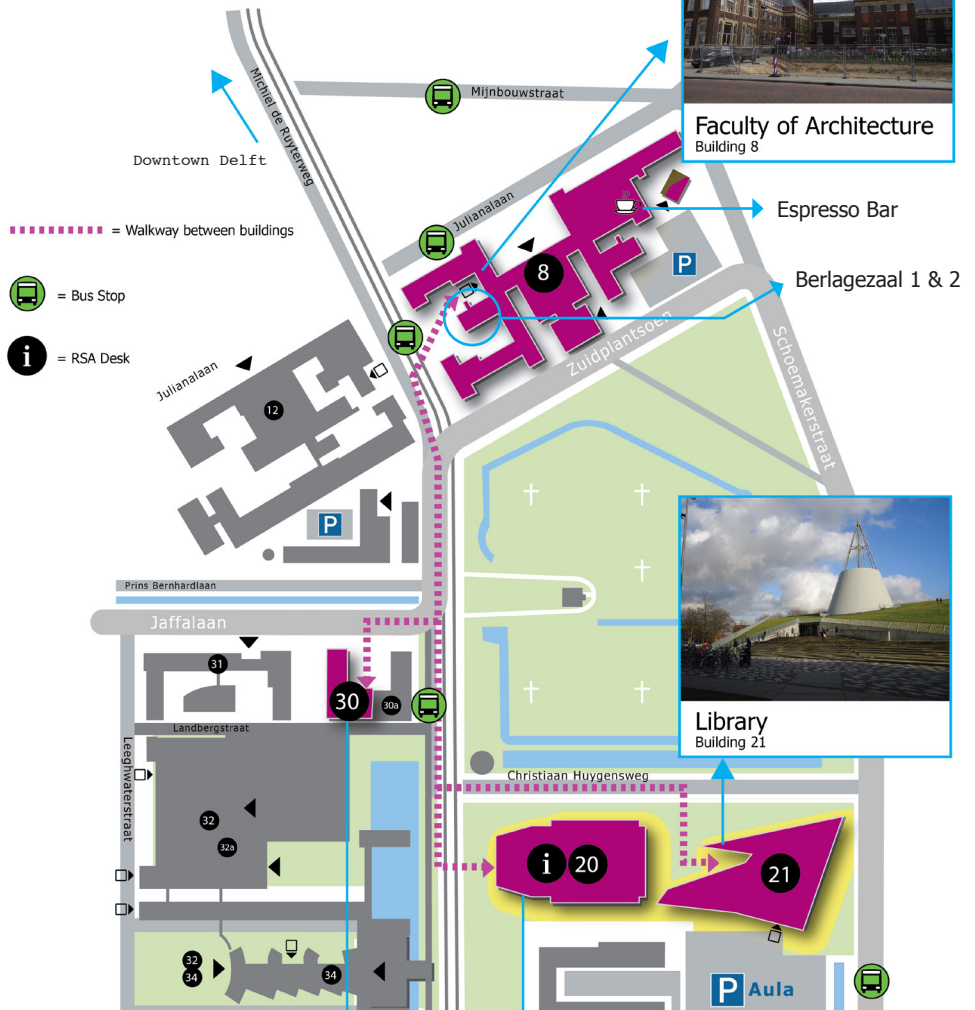 Faculty of Architecture
Building 8
Mijnbouwstraat
Michiel de Ruyterweg
Downtown Delft
Julianalaan
Espresso Bar
= Walkway between buildings
8
P
Berlagezaal 1 & 2
= Bus Stop
Zuidplantsoen
Schoemakerstraat
i = RSA Desk
Julianalaan
12
P
Prins Bernhardlaan
Jaffalaan
31
30
30a
Landbergstraat
Library
Building 21
Leeghwaterstraat
Christiaan Huygensweg
32
32a
i 20
21
32
34
34
P Aula